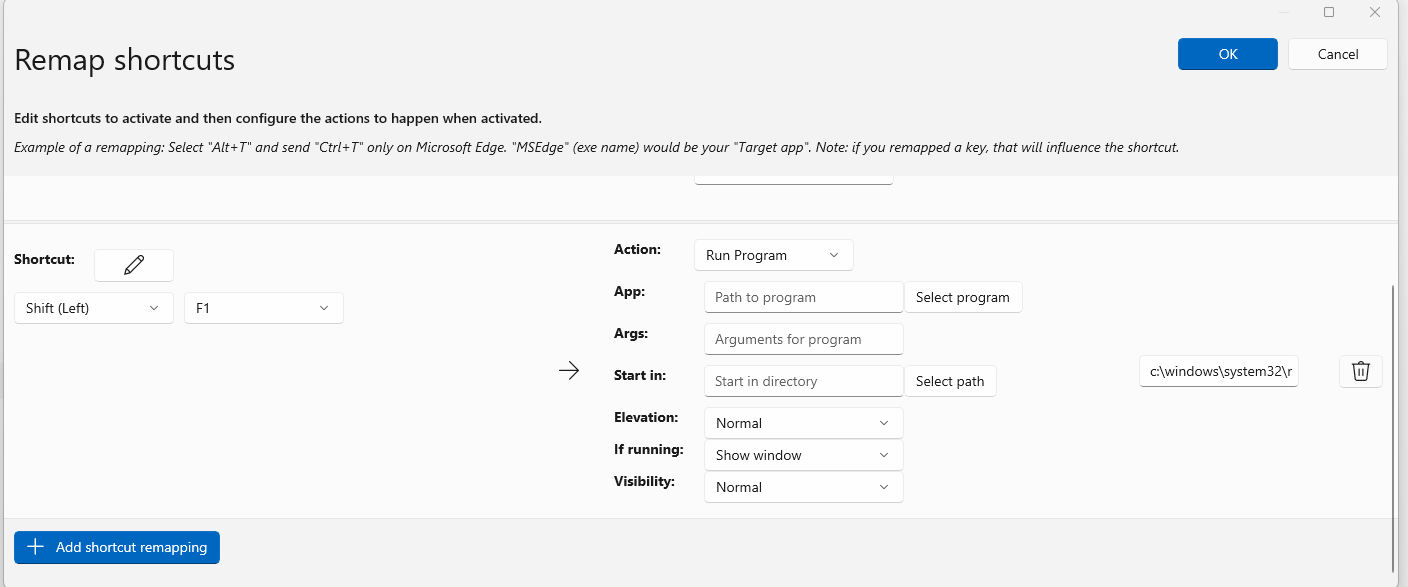 Remap shortcuts
OK
Cancel
Edit shortcuts to activate and then configure the actions to happen when activated.
Example of a remapping: Select "Alt+T" and send "Ctrl+T" only on Microsoft Edge. "MSEdge" (exe name) would be your "Target app". Note: if you remapped a key, that will influence the shortcut.
Shortcut:
Shift (Left)
F1
Action:
Run Program
App:
Path to program
Select program
Args:
Arguments for program
Start in:
Start in directory
Select path
Elevation:
Normal
If running:
Show window
Visibility:
Normal
c:\windows\system32\r
Add shortcut remapping